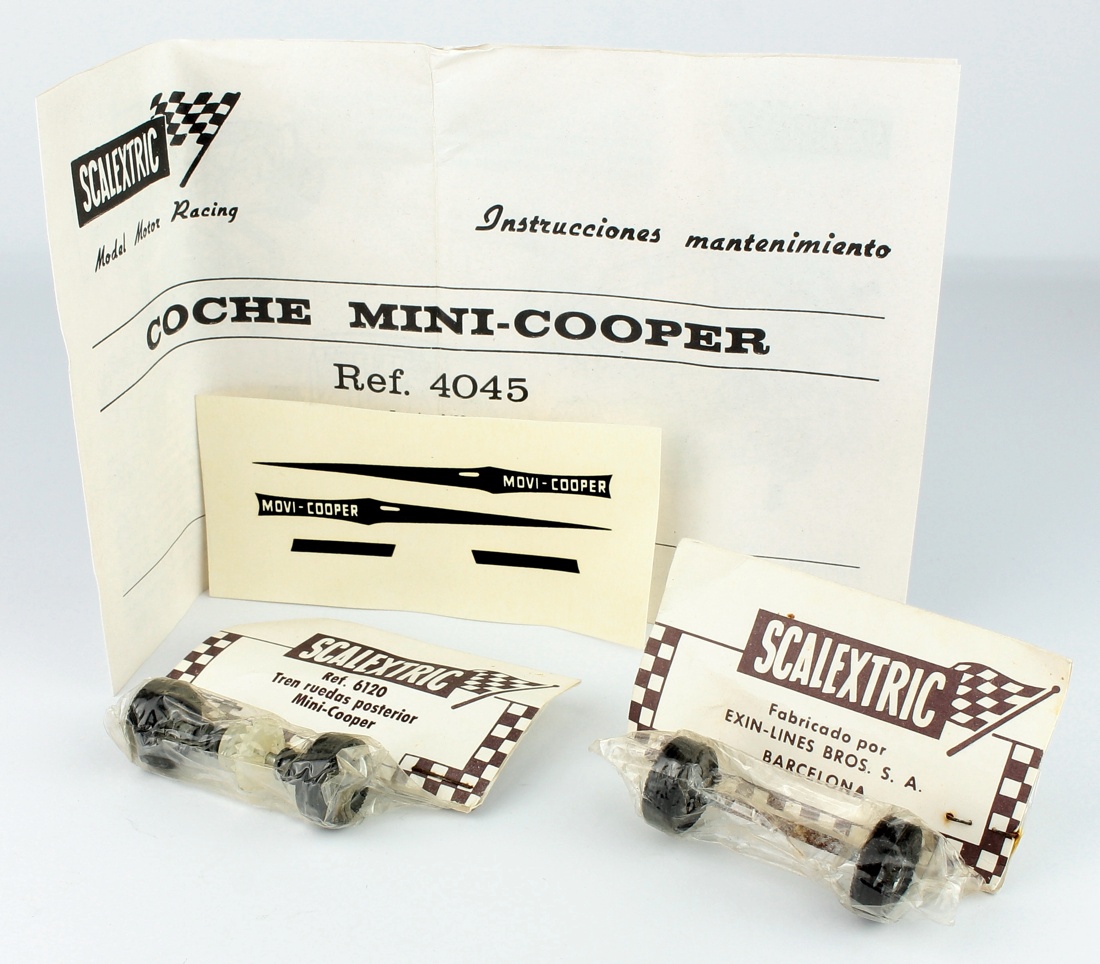 SCALEXTRIC
Model Motor Racing
Instrucciones mantenimiento
COCHE MINI-COOPER
Ref. 4045
MOVI-COOPER
MOVI-COOPER
SCALEXTRIC
Ref. 6120
Tren ruedas posterior
Mini-Cooper
SCALEXTRIC
Fabricado por
EXIN-LINES BROS. S. A.
BARCELONA